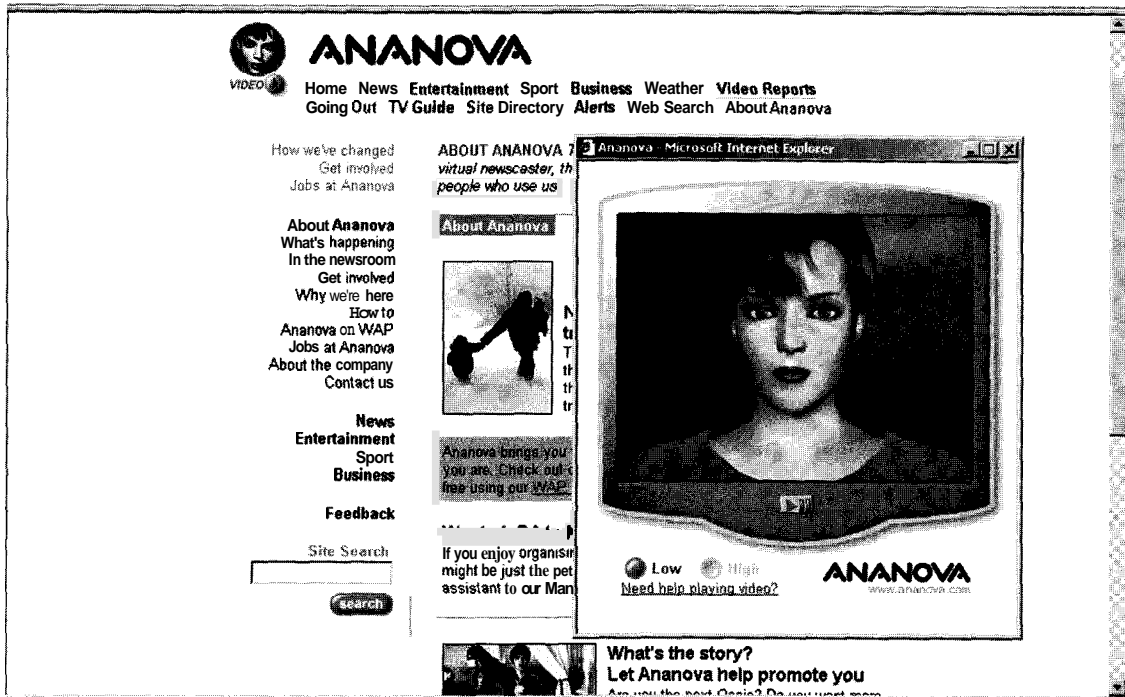 ANANOVA
VIDEO
Home News Entertainment Sport Business Weather Video Reports
Going Out TV Guide Site Directory Alerts Web Search About Ananova
How we've changed
Get involved
Jobs at Ananova
About Ananova
What's happening
In the newsroom
Get involved
Why we're here
How to
Ananova on WAP
Jobs at Ananova
About the company
Contact us
News
Entertainment
Sport
Business
Feedback
Site Search
search
ABOUT ANANOVA
virtual newscaster, th
people who use us
About Ananova
N
tu
T
th
th
tr
Ananova brings you
you are. Check out
free using our WAP
If you enjoy organisin
might be just the pet
assistant to our Man
What's the story?
Let Ananova help promote you
Ananova - Microsoft Internet Explorer
Low High
Need help playing video?
ANANOVA
www.ananova.com